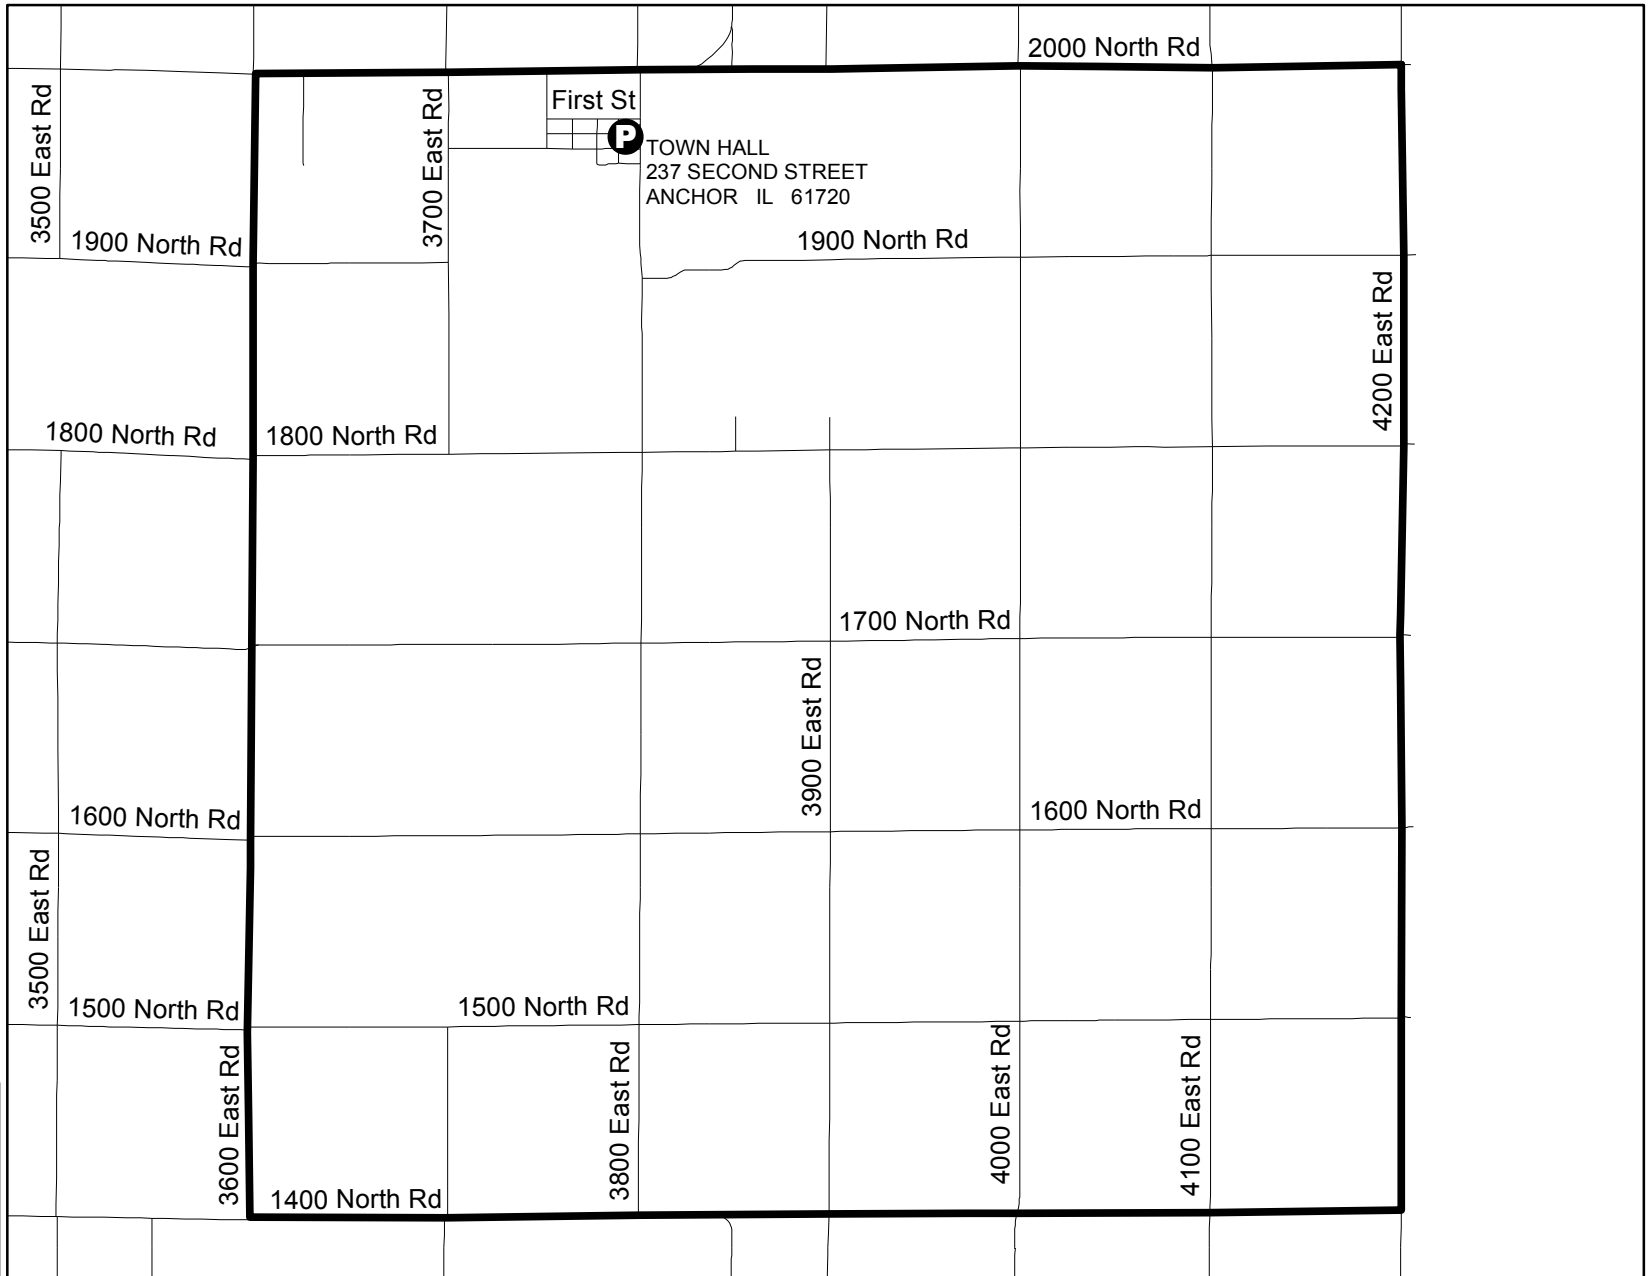 2000 North Rd
3500 East Rd
3700 East Rd
First St
P
TOWN HALL
237 SECOND STREET
ANCHOR IL 61720
1900 North Rd
1900 North Rd
4200 East Rd
1800 North Rd
1800 North Rd
1700 North Rd
3900 East Rd
1600 North Rd
1600 North Rd
3500 East Rd
1500 North Rd
1500 North Rd
3600 East Rd
3800 East Rd
4000 East Rd
4100 East Rd
1400 North Rd